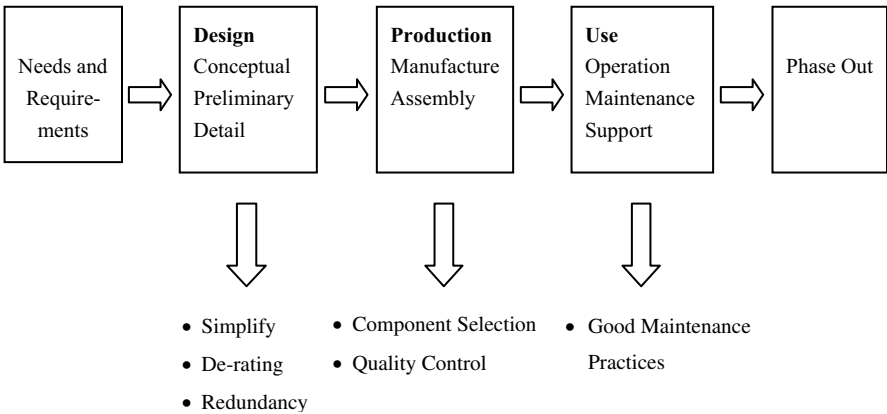 Needs and
Require-
ments
Design
Conceptual
Preliminary
Detail
Production
Manufacture
Assembly
Use
Operation
Maintenance
Support
Phase Out
• Simplify
• De-rating
• Redundancy
• Component Selection
• Quality Control
• Good Maintenance
Practices